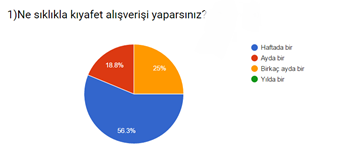 1)Ne sıklıkla kıyafet alışverişi yaparsınız?
Haftada bir
Ayda bir
Birkaç ayda bir
Yılda bir
18.8%
25%
56.3%